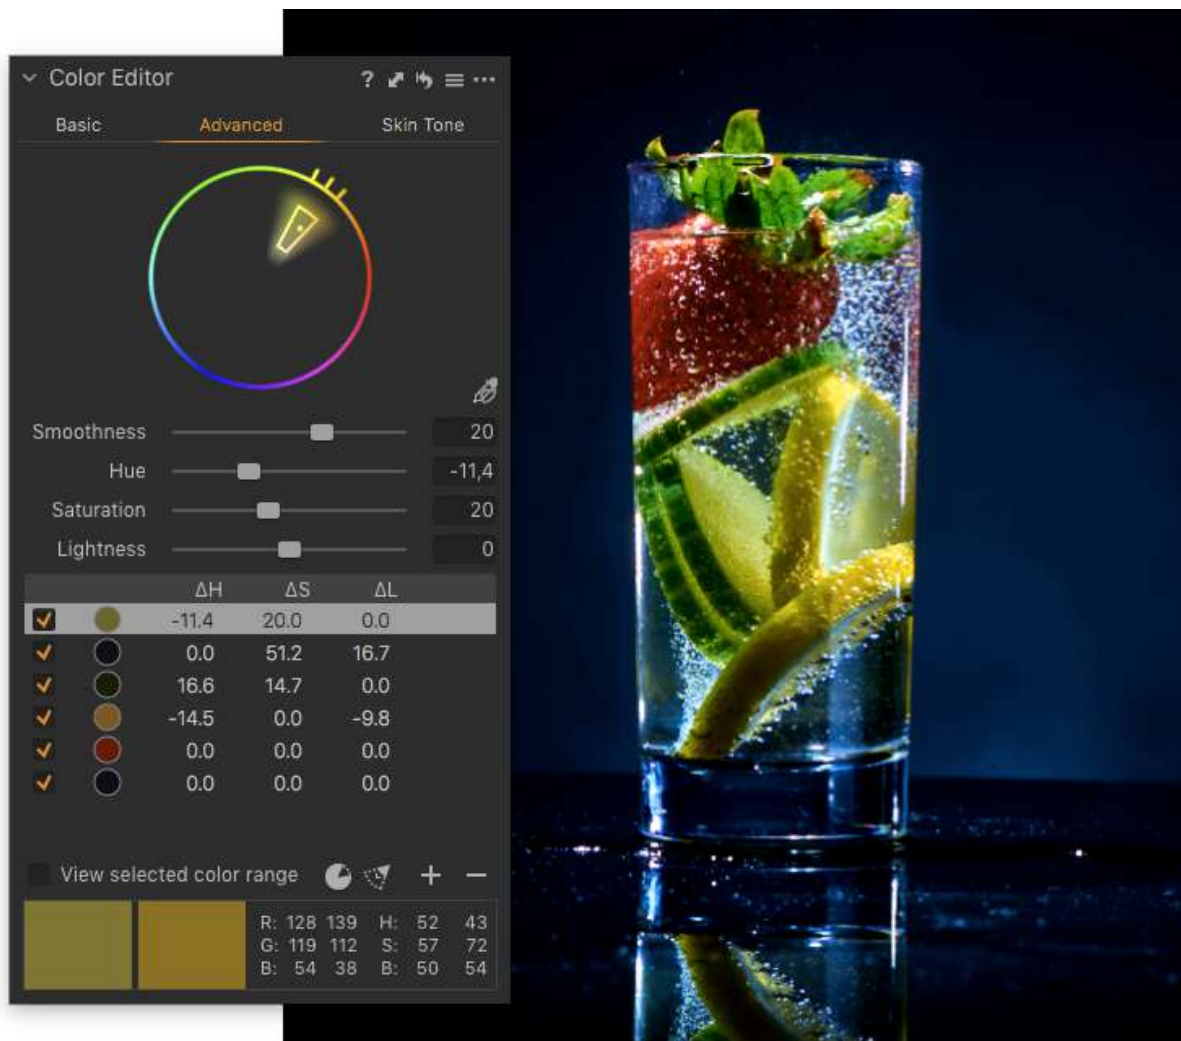 Color Editor ?
Basic Advanced Skin Tone
Smoothness 20
Hue -11,4
Saturation 20
Lightness 0
ΔH ΔS ΔL
-11.4 20.0 0.0
0.0 51.2 16.7
16.6 14.7 0.0
-14.5 0.0 -9.8
0.0 0.0 0.0
0.0 0.0 0.0
View selected color range
R: 128 139 H: 52 43
G: 119 112 S: 57 72
B: 54 38 B: 50 54